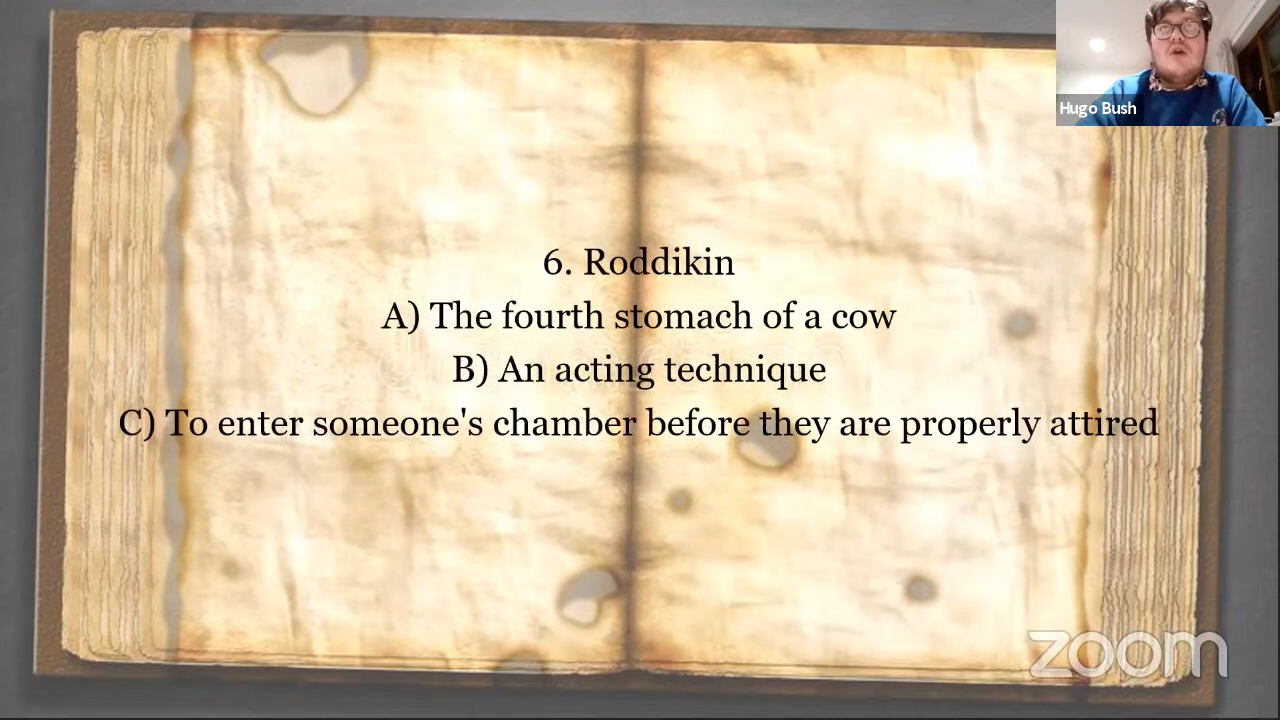 Hugo Bush
6. Roddikin
A) The fourth stomach of a cow
B) An acting technique
C) To enter someone's chamber before they are properly attired
zoom